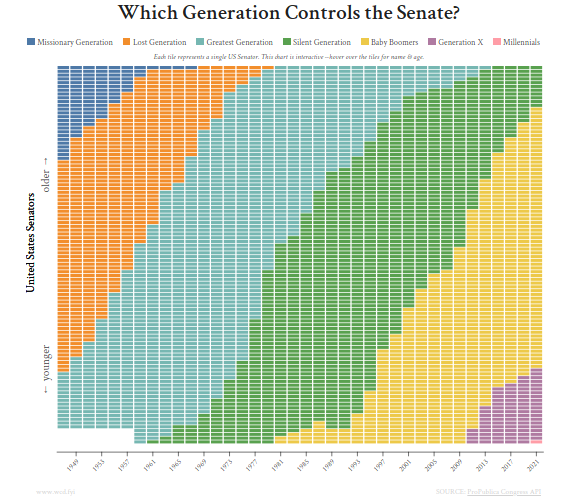 Which Generation Controls the Senate?
Missionary Generation Lost Generation Greatest Generation Silent Generation Baby Boomers Generation X Millennials
Each tile represents a single US Senator. This chart is interactive – hover over the tiles for name & age.
older →
United States Senators
← younger
1949 1953 1957 1961 1965 1969 1973 1977 1981 1985 1989 1993 1997 2001 2005 2009 2013 2017 2021
SOURCE: ProPublica Congress API